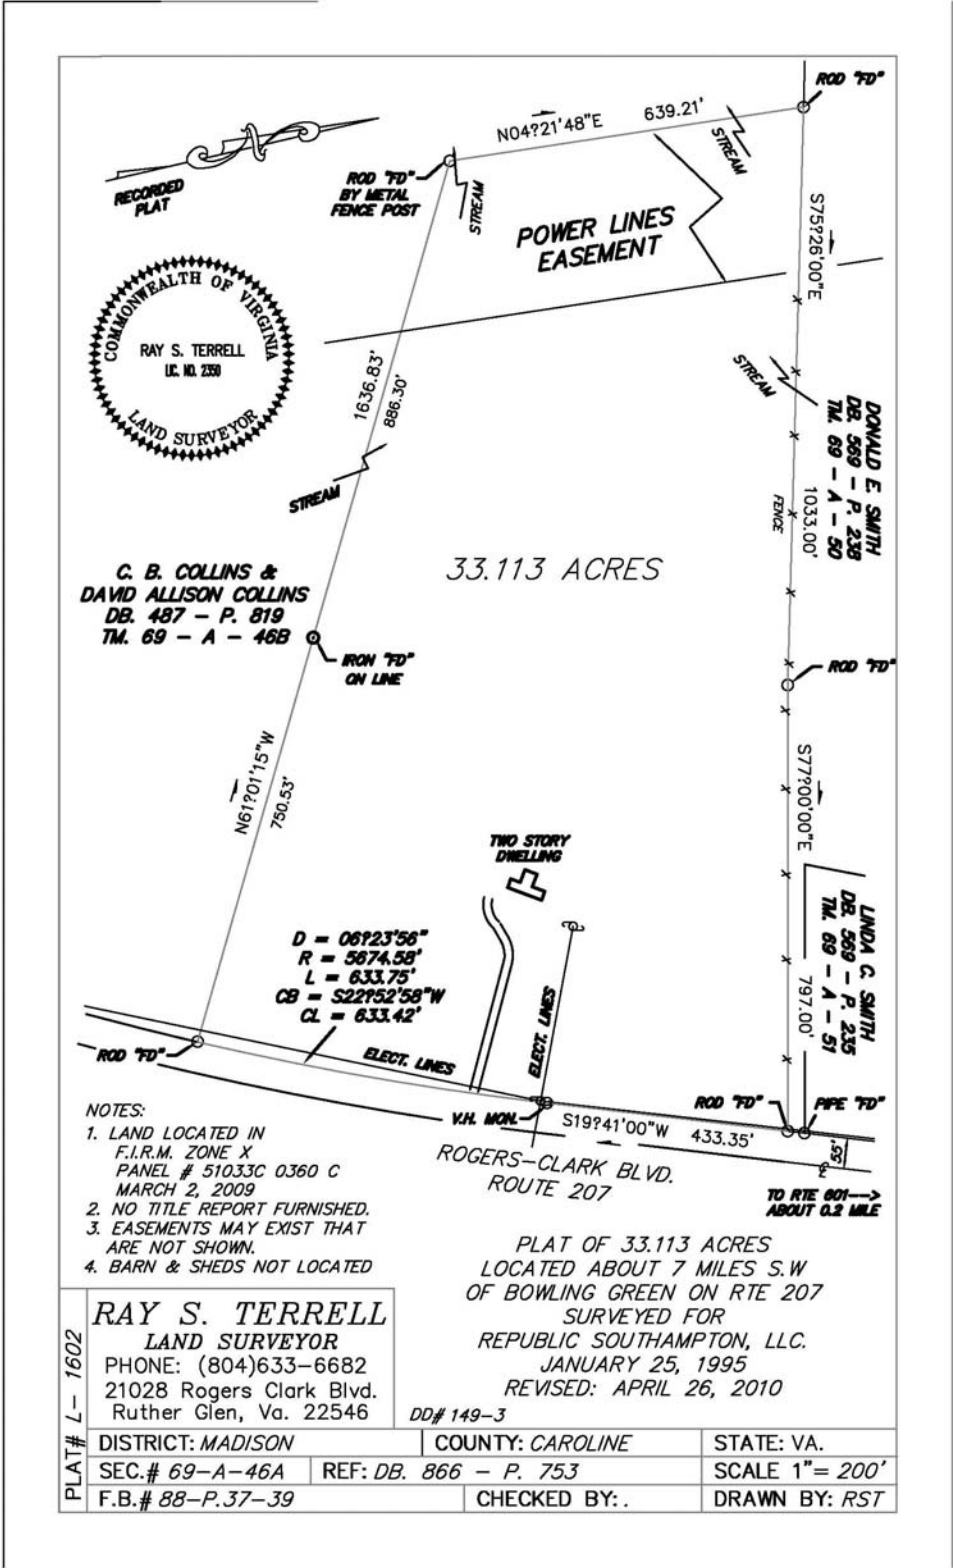 ROD "FD"
N04?21'48"E 639.21'
STREAM
RECORDED
PLAT
ROD "FD"
BY METAL
FENCE POST
STREAM
POWER LINES
EASEMENT
S75?26'00"E
COMMONWEALTH OF VIRGINIA
RAY S. TERRELL
LIC. NO. 2350
LAND SURVEYOR
1636.83'
886.30'
STREAM
STREAM
DONALD E. SMITH
DB. 569 - P. 238
TM. 69 - A - 50
1033.00'
FENCE
33.113 ACRES
C. B. COLLINS &
DAVID ALLISON COLLINS
DB. 487 - P. 819
TM. 69 - A - 46B
IRON "FD"
ON LINE
ROD "FD"
N61?01'15"W
750.53'
S77?00'00"E
TWO STORY
DWELLING
LINDA C. SMITH
DB. 569 - P. 235
TM. 69 - A - 51
797.00'
D = 06?23'56"
R = 5674.58'
L = 633.75'
CB = S22?52'58"W
CL = 633.42'
ELECT. LINES
ROD "FD"
ELECT. LINES
V.H. MON.
S19?41'00"W 433.35'
ROD "FD"
PIPE "FD"
55'
ROGERS-CLARK BLVD.
ROUTE 207
TO RTE 601-->
ABOUT 0.2 MILE
NOTES:
1. LAND LOCATED IN
F.I.R.M. ZONE X
PANEL # 51033C 0360 C
MARCH 2, 2009
2. NO TITLE REPORT FURNISHED.
3. EASEMENTS MAY EXIST THAT
ARE NOT SHOWN.
4. BARN & SHEDS NOT LOCATED
PLAT OF 33.113 ACRES
LOCATED ABOUT 7 MILES S.W
OF BOWLING GREEN ON RTE 207
SURVEYED FOR
REPUBLIC SOUTHAMPTON, LLC.
JANUARY 25, 1995
REVISED: APRIL 26, 2010
RAY S. TERRELL
LAND SURVEYOR
PHONE: (804)633-6682
21028 Rogers Clark Blvd.
Ruther Glen, Va. 22546
DD# 149-3
PLAT# L- 1602
DISTRICT: MADISON COUNTY: CAROLINE STATE: VA.
SEC.# 69-A-46A REF: DB. 866 - P. 753 SCALE 1"= 200'
F.B.# 88-P.37-39 CHECKED BY: . DRAWN BY: RST